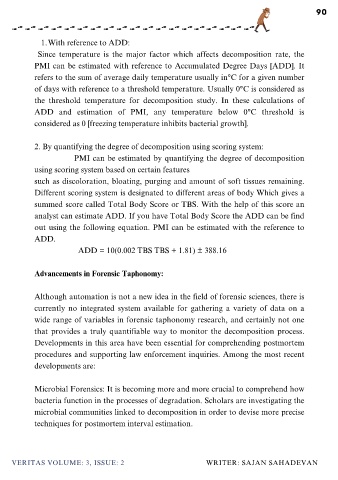 90
1.With reference to ADD:
Since temperature is the major factor which affects decomposition rate, the
PMI can be estimated with reference to Accumulated Degree Days [ADD]. It
refers to the sum of average daily temperature usually in°C for a given number
of days with reference to a threshold temperature. Usually 0°C is considered as
the threshold temperature for decomposition study. In these calculations of
ADD and estimation of PMI, any temperature below 0°C threshold is
considered as 0 [freezing temperature inhibits bacterial growth].
2. By quantifying the degree of decomposition using scoring system:
PMI can be estimated by quantifying the degree of decomposition
using scoring system based on certain features
such as discoloration, bloating, purging and amount of soft tissues remaining.
Different scoring system is designated to different areas of body Which gives a
summed score called Total Body Score or TBS. With the help of this score an
analyst can estimate ADD. If you have Total Body Score the ADD can be find
out using the following equation. PMI can be estimated with the reference to
ADD.
ADD = 10(0.002 TBS TBS + 1.81) ± 388.16
Advancements in Forensic Taphonomy:
Although automation is not a new idea in the field of forensic sciences, there is
currently no integrated system available for gathering a variety of data on a
wide range of variables in forensic taphonomy research, and certainly not one
that provides a truly quantifiable way to monitor the decomposition process.
Developments in this area have been essential for comprehending postmortem
procedures and supporting law enforcement inquiries. Among the most recent
developments are:
Microbial Forensics: It is becoming more and more crucial to comprehend how
bacteria function in the processes of degradation. Scholars are investigating the
microbial communities linked to decomposition in order to devise more precise
techniques for postmortem interval estimation.
VERITAS VOLUME: 3, ISSUE: 2 WRITER: SAJAN SAHADEVAN